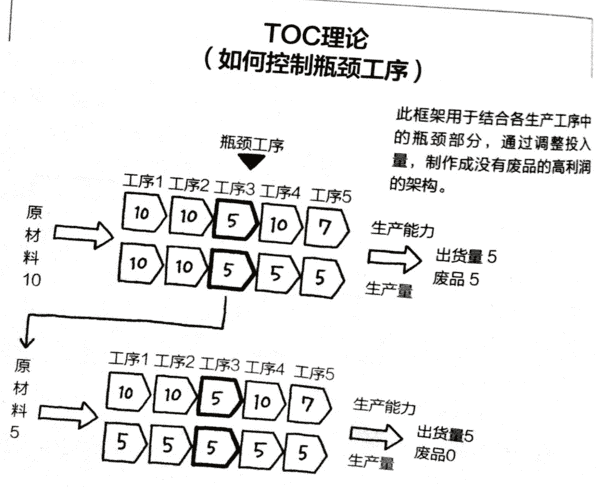 TOC理论
（如何控制瓶颈工序）
此框架用于结合各生产工序中
的瓶颈部分，通过调整投入
量，制作成没有废品的高利润
的架构。
瓶颈工序
工序1 工序2 工序3 工序4 工序5
原材料10
10 10 5 10 7
生产能力
10 10 5 5 5
生产量
出货量 5
废品 5
工序1 工序2 工序3 工序4 工序5
原材料5
10 10 5 10 7
生产能力
5 5 5 5 5
生产量
出货量5
废品0